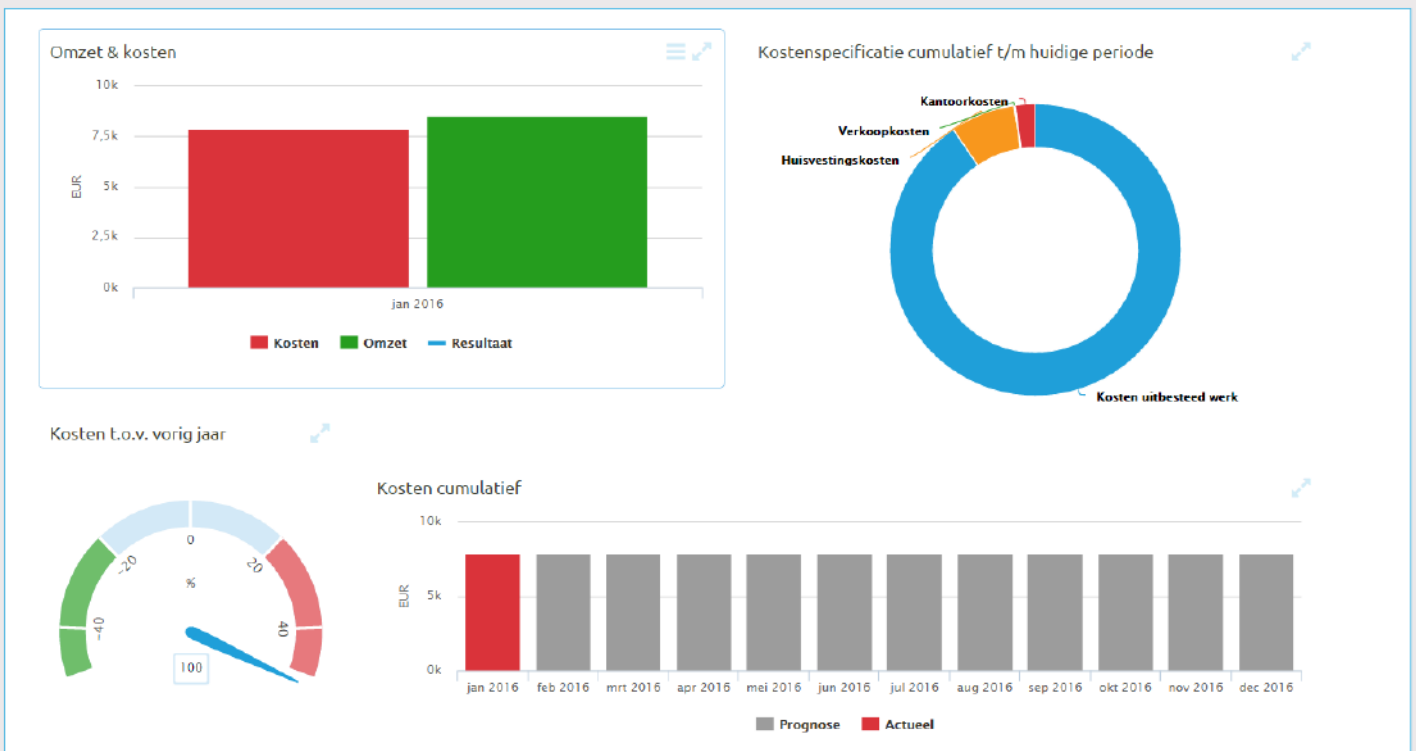 Omzet & kosten
10k
7,5k
5k
2,5k
0k
EUR
jan 2016
Kosten Omzet Resultaat
Kostenspecificatie cumulatief t/m huidige periode
Kantoorkosten
Verkoopkosten
Huisvestingskosten
Kosten uitbesteed werk
Kosten t.o.v. vorig jaar
-40
-20
0
20
40
%
100
Kosten cumulatief
10k
5k
0k
EUR
jan 2016 feb 2016 mrt 2016 apr 2016 mei 2016 jun 2016 jul 2016 aug 2016 sep 2016 okt 2016 nov 2016 dec 2016
Prognose Actueel